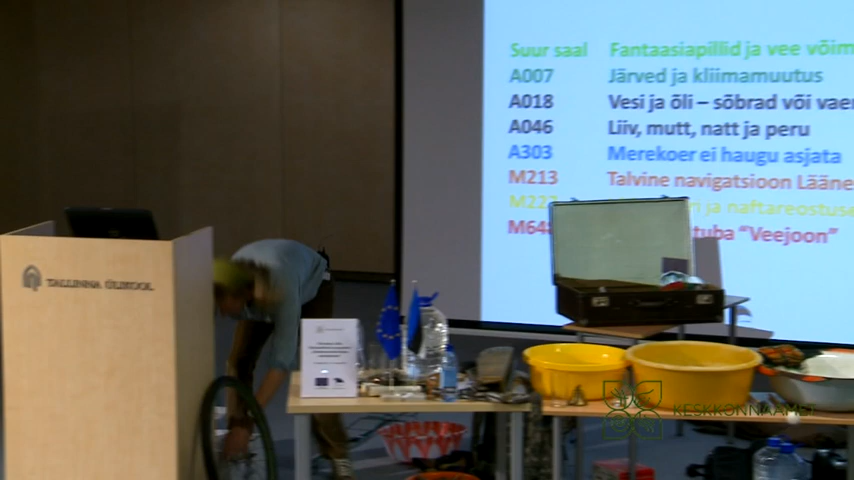 Suur saal Fantaasiapillid ja vee võim
A007 Järved ja kliimamuutus
A018 Vesi ja õli – sõbrad või vaen
A046 Liiv, mutt, natt ja peru
A303 Merekoer ei haugu asjata
M213 Talvine navigatsioon Lääne
ja naftareostuse
M648 tuba "Veejoon"
TALLINNA ÜLIKOOL
KESKKONNAAMET